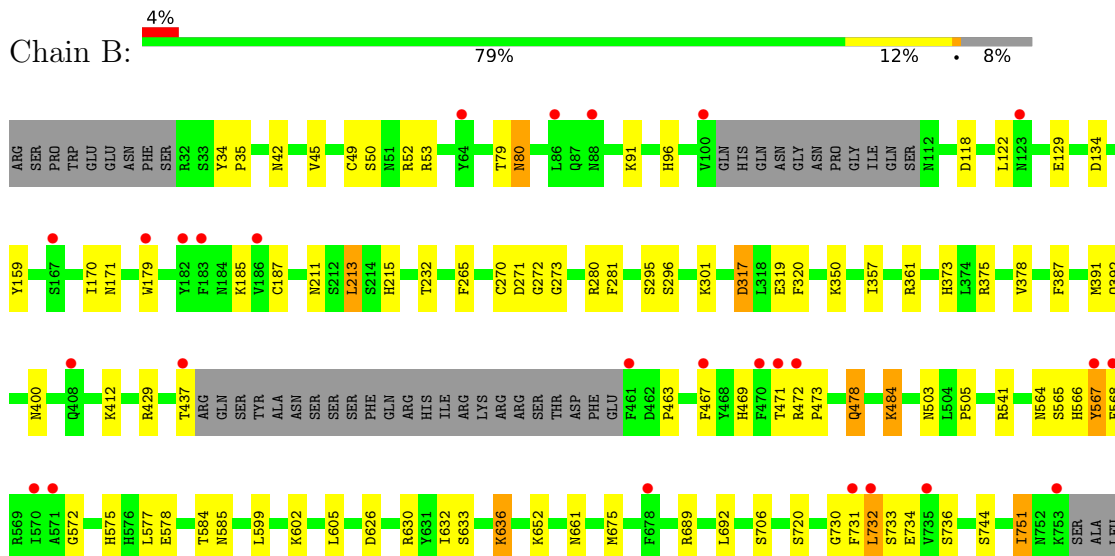 4%
Chain B:
79% 12% • 8%
ARG SER PRO TRP GLU GLU ASN PHE SER R32 S33 Y34 P35 N42 V45 C49 S50 N51 R52 R53 Y64 T79 N80 L86 Q87 N88 K91 H96 V100 GLN HIS GLN ASN GLY ASN PRO GLY ILE GLN SER N112 D118 L122 N123 E129 D134
Y159 S167 I170 N171 W179 Y182 F183 N184 K185 V186 C187 N211 S212 L213 S214 H215 T232 F265 C270 D271 G272 G273 R280 F281 S295 S296 K301 D317 L318 E319 F320 K350 I357 R361 H373 L374 R375 V378 F387 M391
N400 Q408 K412 R429 T437 ARG GLN SER TYR ALA ASN SER SER SER PHE GLN ARG HIS ILE ARG LYS ARG ARG SER THR ASP PHE GLU F461 D462 P463 F467 Y468 H469 F470 T471 R472 P473 Q478 K484 N503 L504 P505 R541 N564 S565 H566 Y567
R569 I570 A571 G572 H575 H576 L577 E578 T584 N585 L599 K602 L605 D626 R630 Y631 I632 S633 K636 K652 N661 M675 F678 R689 L692 S706 S720 G730 F731 L732 S733 E734 V735 S736 S744 I751 N752 K753 SER ALA